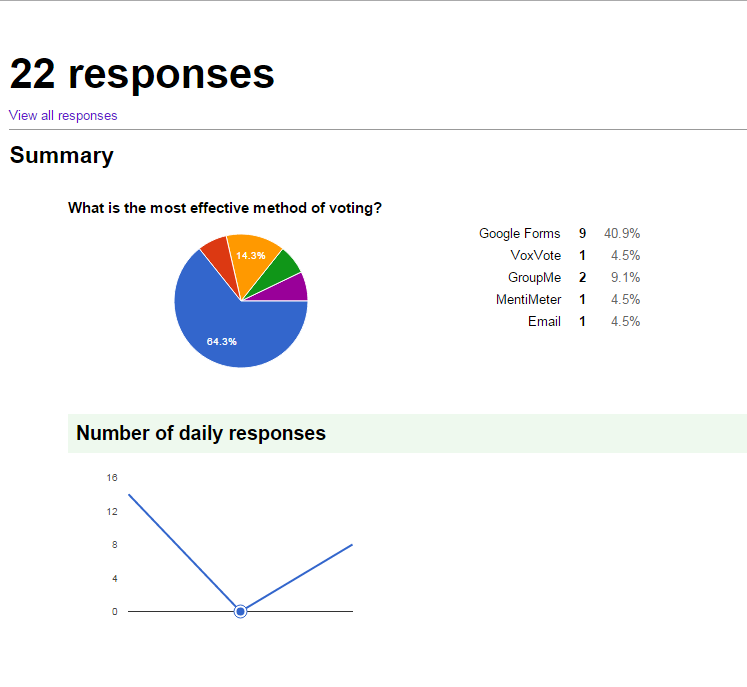 22 responses
View all responses
Summary
What is the most effective method of voting?
14.3%
64.3%
Google Forms 9 40.9%
VoxVote 1 4.5%
GroupMe 2 9.1%
MentiMeter 1 4.5%
Email 1 4.5%
Number of daily responses
16
12
8
4
0